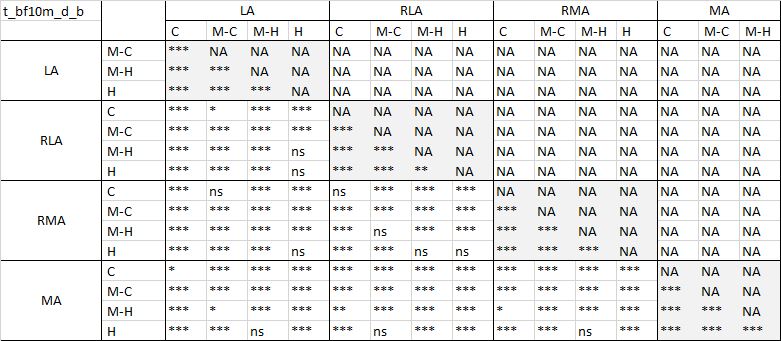 t_bf10m_d_b LA RLA RMA MA
C M-C M-H H C M-C M-H H C M-C M-H H C M-C M-H
LA M-C *** NA NA NA NA NA NA NA NA NA NA NA NA NA NA
M-H *** *** NA NA NA NA NA NA NA NA NA NA NA NA NA
H *** *** *** NA NA NA NA NA NA NA NA NA NA NA NA
RLA C *** * *** *** NA NA NA NA NA NA NA NA NA NA NA
M-C *** *** *** *** *** NA NA NA NA NA NA NA NA NA NA
M-H *** *** *** ns *** *** NA NA NA NA NA NA NA NA NA
H *** *** *** ns *** *** ** NA NA NA NA NA NA NA NA
RMA C *** ns *** *** ns *** *** *** NA NA NA NA NA NA NA
M-C *** *** *** *** *** *** *** *** *** NA NA NA NA NA NA
M-H *** *** *** *** *** ns *** *** *** *** NA NA NA NA NA
H *** *** *** ns *** *** ns ns *** *** *** NA NA NA NA
MA C * *** *** *** *** *** *** *** *** *** *** *** NA NA NA
M-C *** *** *** *** *** *** *** *** *** *** *** *** *** NA NA
M-H *** * *** *** ** *** *** *** * *** *** *** *** *** NA
H *** *** ns *** *** ns *** *** *** *** ns *** *** *** ***